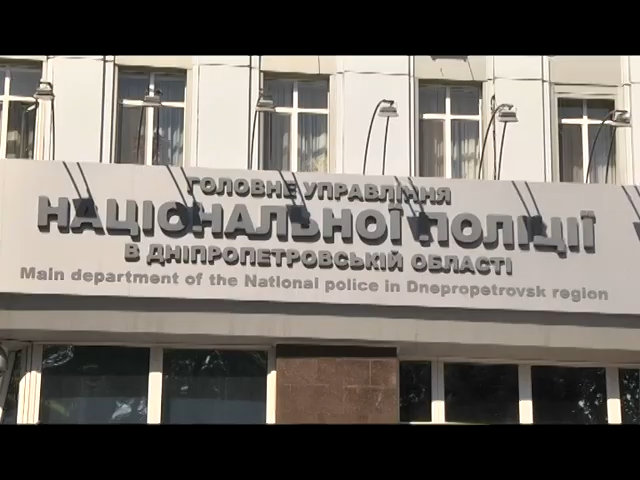 ГОЛОВНЕ УПРАВЛІННЯ
НАЦІОНАЛЬНОЇ ПОЛІЦІЇ
В ДНІПРОПЕТРОВСЬКІЙ ОБЛАСТІ
Main department of the National police in Dnepropetrovsk region